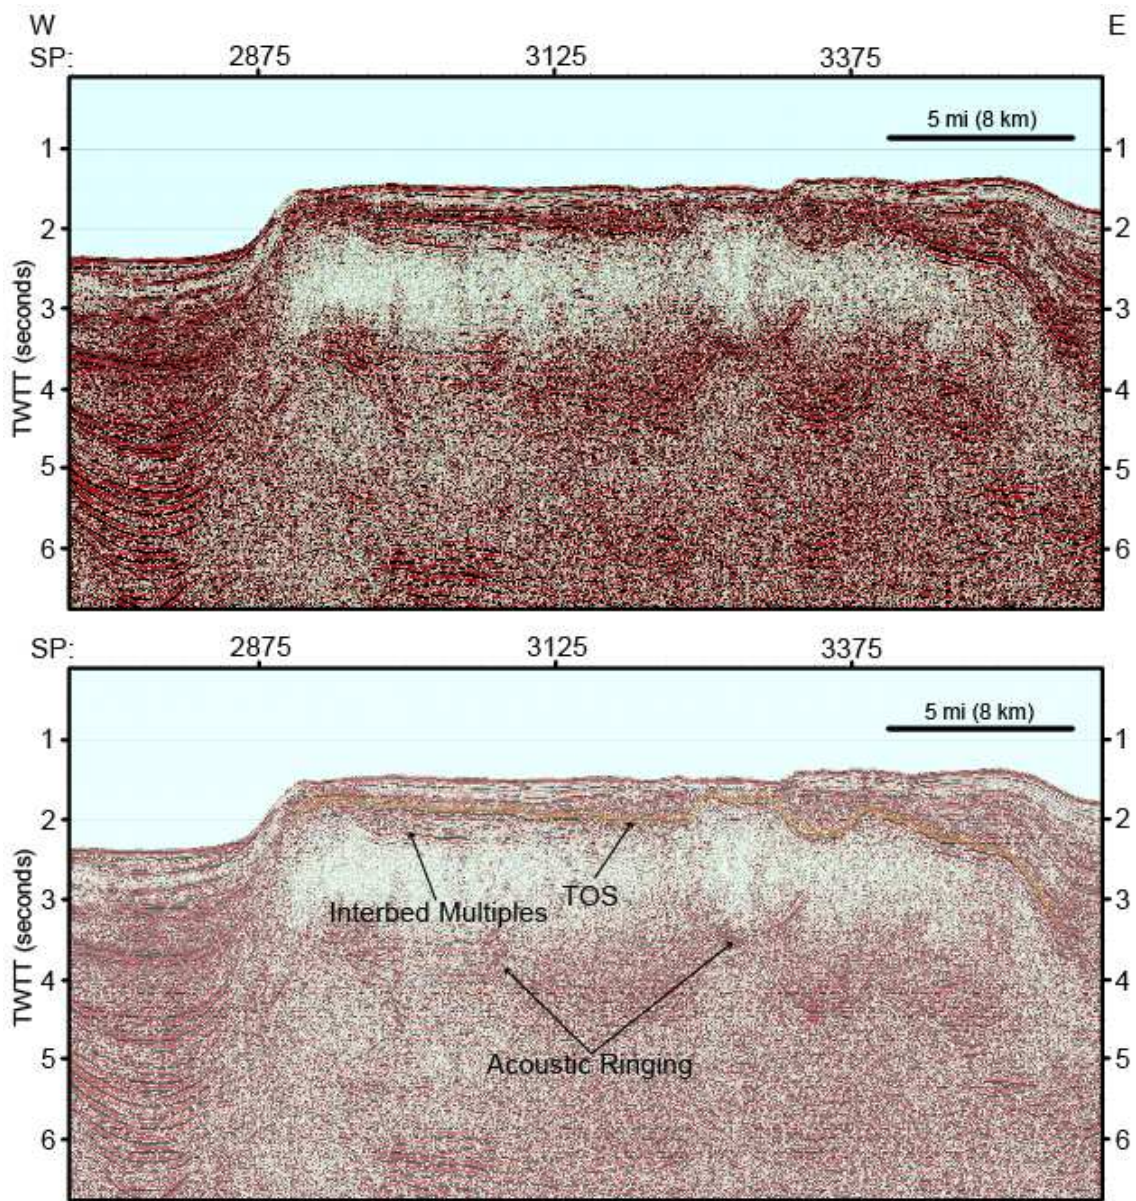 W E
SP: 2875 3125 3375
5 mi (8 km)
1 1
2 2
3 3
4 4
5 5
6 6
TWTT (seconds)
SP: 2875 3125 3375
5 mi (8 km)
1 1
2 2
TOS
Interbed Multiples
3 3
4 4
Acoustic Ringing
5 5
6 6
TWTT (seconds)